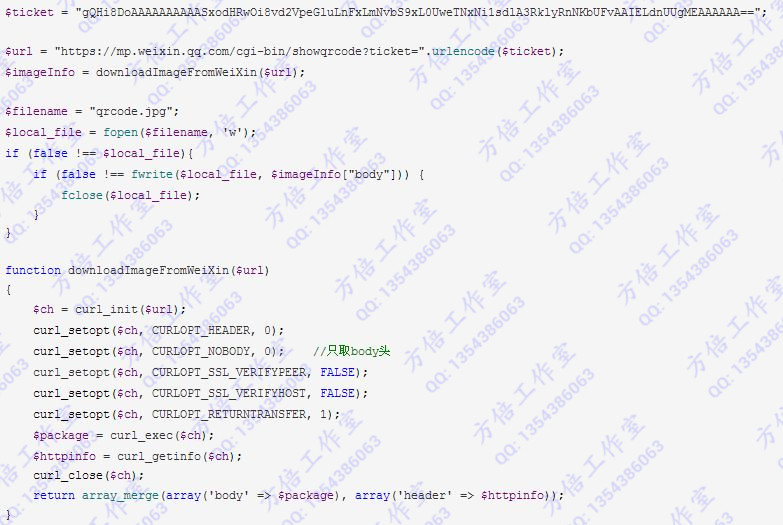 $ticket = "gQHi8DoAAAAAAAAAASxodHRwOi8vd2VpeGluLnFxLmNvbS9xL0UweTNxNi1sdlA3RklyRnNKbUFvAAIELdnUUgMEAAAAAA==";
$url = "https://mp.weixin.qq.com/cgi-bin/showqrcode?ticket=".urlencode($ticket);
$imageInfo = downloadImageFromWeiXin($url);
$filename = "qrcode.jpg";
$local_file = fopen($filename, 'w');
if (false !== $local_file){
    if (false !== fwrite($local_file, $imageInfo["body"])) {
        fclose($local_file);
    }
}
function downloadImageFromWeiXin($url)
{
    $ch = curl_init($url);
    curl_setopt($ch, CURLOPT_HEADER, 0);
    curl_setopt($ch, CURLOPT_NOBODY, 0);    //只取body头
    curl_setopt($ch, CURLOPT_SSL_VERIFYPEER, FALSE);
    curl_setopt($ch, CURLOPT_SSL_VERIFYHOST, FALSE);
    curl_setopt($ch, CURLOPT_RETURNTRANSFER, 1);
    $package = curl_exec($ch);
    $httpinfo = curl_getinfo($ch);
    curl_close($ch);
    return array_merge(array('body' => $package), array('header' => $httpinfo));
}
方倍工作室
QQ: 1354386063